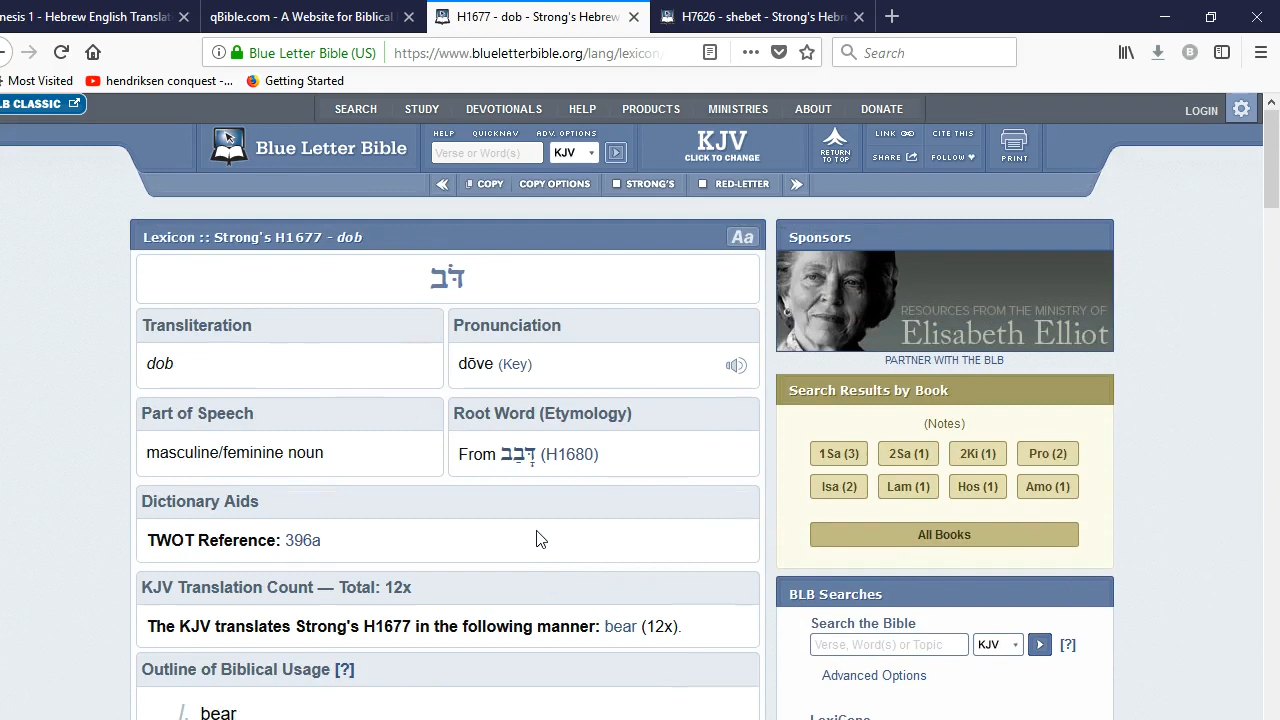 nesis 1 - Hebrew English Translat
qBible.com - A Website for Biblical
H1677 - dob - Strong's Hebrew
H7626 - shebet - Strong's Hebr
Blue Letter Bible (US)
https://www.blueletterbible.org/lang/lexicon/
Search
Most Visited
hendriksen conquest -...
Getting Started
LB CLASSIC
SEARCH STUDY DEVOTIONALS HELP PRODUCTS MINISTRIES ABOUT DONATE
LOGIN
Blue Letter Bible
HELP QUICKNAV ADV. OPTIONS
Verse or Word(s)
KJV
KJV
CLICK TO CHANGE
RETURN
TO TOP
LINK
CITE THIS
SHARE
FOLLOW
PRINT
COPY COPY OPTIONS STRONG'S RED-LETTER
Lexicon :: Strong's H1677 - dob
Aa
דֹּב
Transliteration
dob
Pronunciation
dōve (Key)
Part of Speech
masculine/feminine noun
Root Word (Etymology)
From דָּבַב (H1680)
Dictionary Aids
TWOT Reference: 396a
KJV Translation Count — Total: 12x
The KJV translates Strong's H1677 in the following manner: bear (12x).
Outline of Biblical Usage [?]
I. bear
Sponsors
RESOURCES FROM THE MINISTRY OF
Elisabeth Elliot
PARTNER WITH THE BLB
Search Results by Book
(Notes)
1Sa (3) 2Sa (1) 2Ki (1) Pro (2)
Isa (2) Lam (1) Hos (1) Amo (1)
All Books
BLB Searches
Search the Bible
Verse, Word(s) or Topic
KJV
[?]
Advanced Options
LexiConc